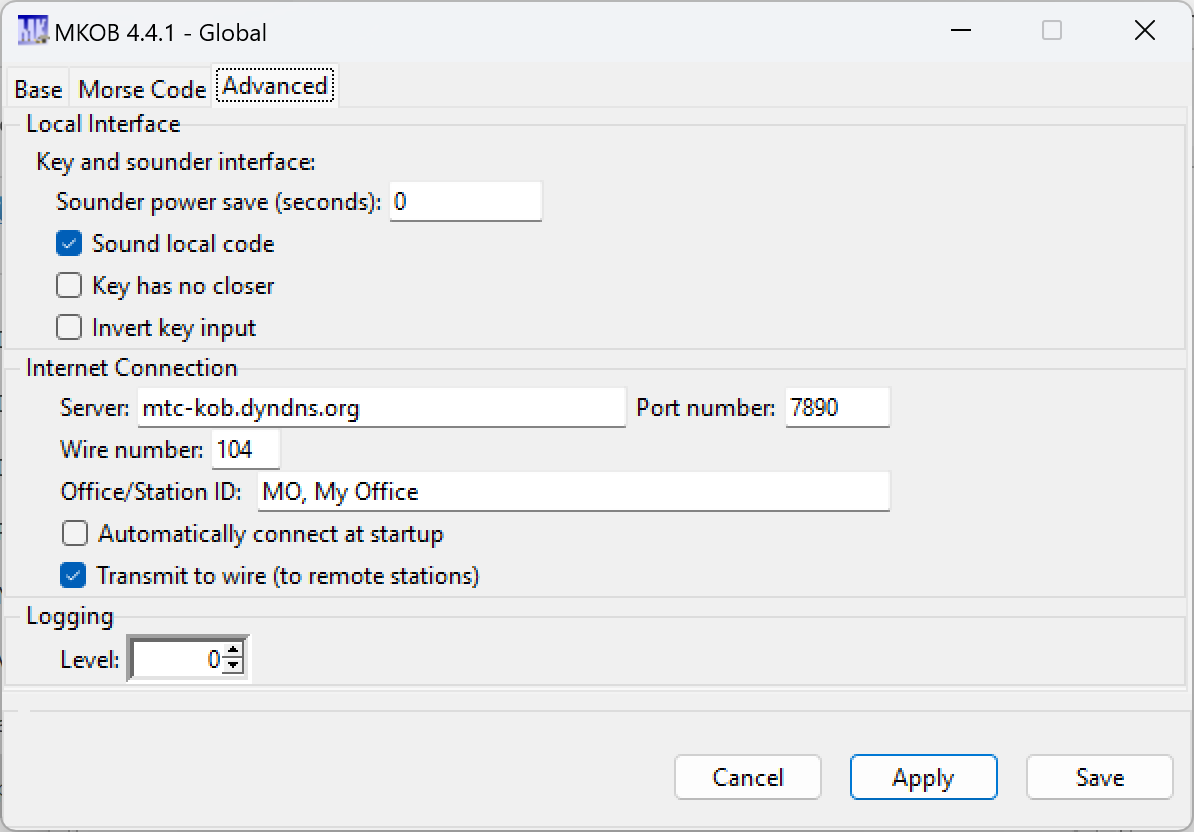 MKOB 4.4.1 - Global
Base Morse Code Advanced
Local Interface
Key and sounder interface:
Sounder power save (seconds): 0
Sound local code
Key has no closer
Invert key input
Internet Connection
Server: mtc-kob.dyndns.org Port number: 7890
Wire number: 104
Office/Station ID: MO, My Office
Automatically connect at startup
Transmit to wire (to remote stations)
Logging
Level: 0
Cancel Apply Save